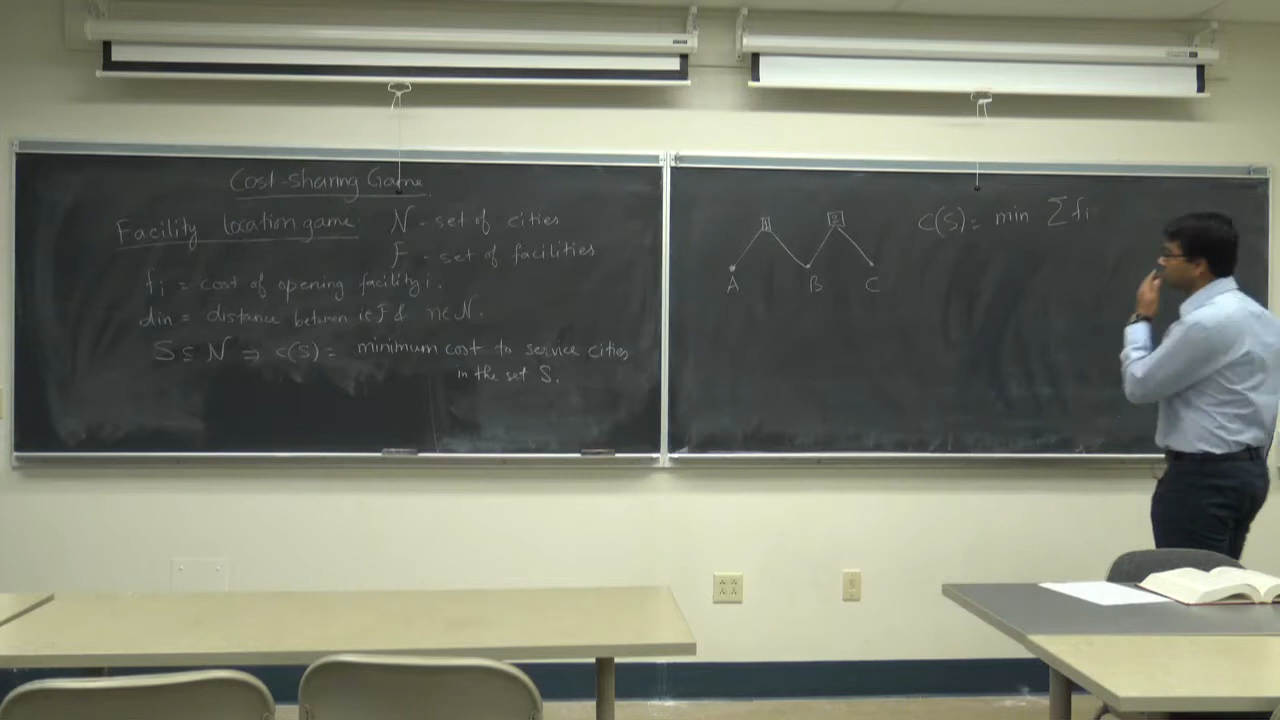 Cost-Sharing Game
Facility location game: N - set of cities
F - set of facilities
fi = cost of opening facility i.
din = distance between i∈F & n∈N.
S ⊆ N ⇒ c(S) = minimum cost to service cities
in the set S.
1 2
A B C
c(S) = min ∑ fi